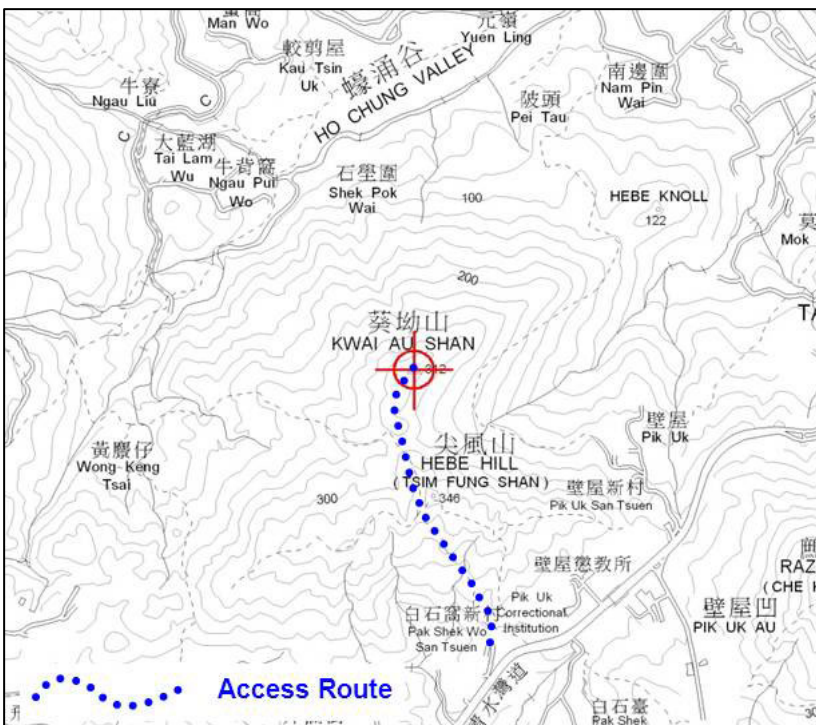 Man Wo
元嶺
Yuen Ling
較剪屋
Kau Tsin
Uk
蠔涌谷
HO CHUNG VALLEY
南邊圍
Nam Pin
Wai
牛寮
Ngau Liu
C
C
陂頭
Pei Tau
大藍湖
Tai Lam
Wu
牛背窩
Ngau Pui
Wo
石壆圍
Shek Pok
Wai
100
HEBE KNOLL
122
Mok
200
TA
葵坳山
KWAI AU SHAN
312
尖風山
HEBE HILL
( TSIM FUNG SHAN )
346
300
黃麖仔
Wong Keng
Tsai
壁屋
Pik Uk
壁屋新村
Pik Uk San Tsuen
壁屋懲教所
Pik Uk
Correctional
Institution
RAZ
(CHE K
壁屋凹
PIK UK AU
白石窩新村
Pak Shek Wo
San Tsuen
清水灣道
白石臺
Pak Shek
30
Access Route